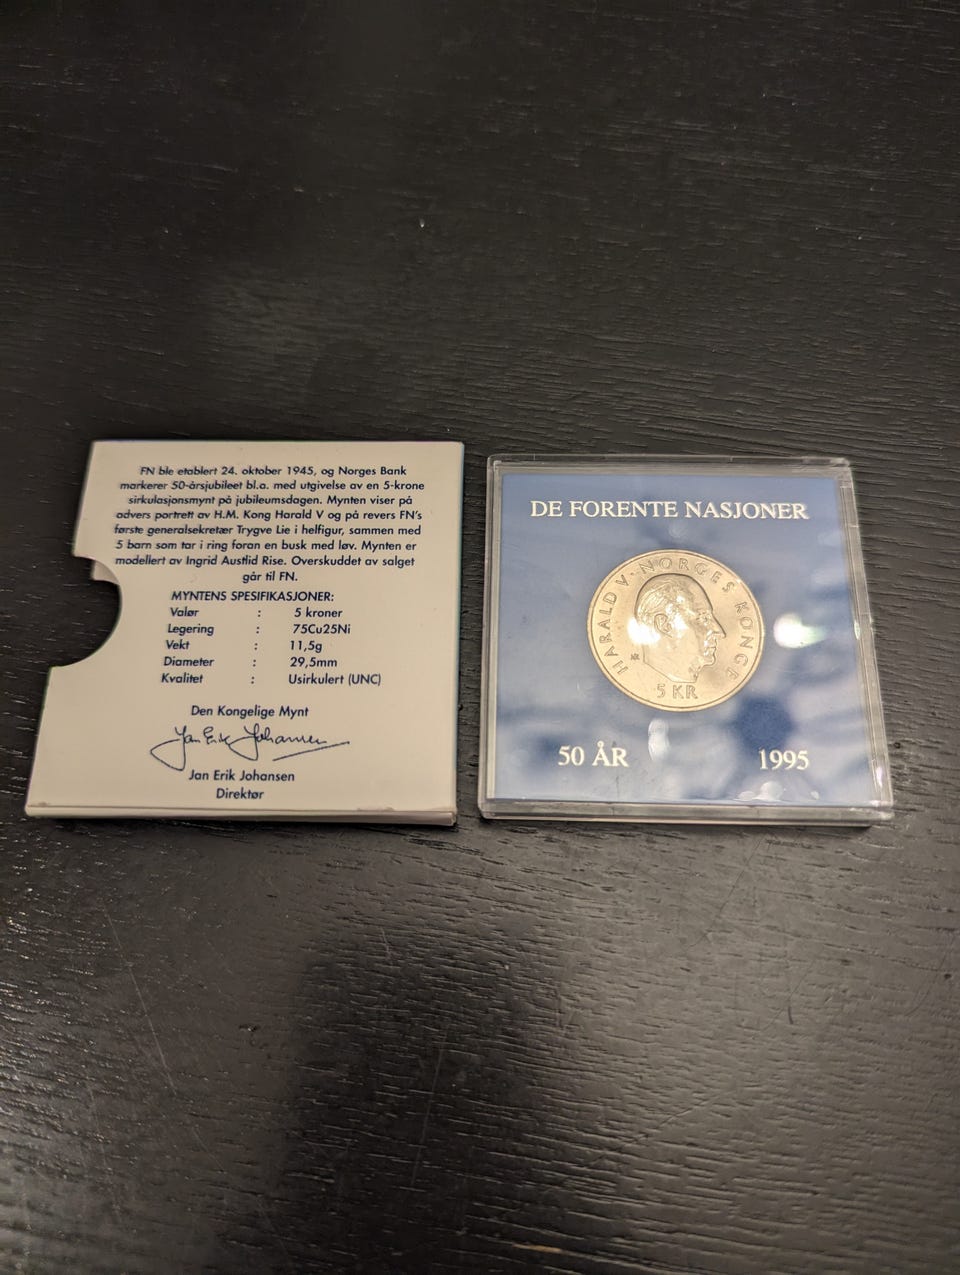 FN ble etablert 24. oktober 1945, og Norges Bank
markerer 50-årsjubileet bl.a. med utgivelse av en 5-krone
sirkulasjonsmynt på jubileumsdagen. Mynten viser på
advers portrett av H.M. Kong Harald V og på revers FN's
første generalsekretær Trygve Lie i helfigur, sammen med
5 barn som tar i ring foran en busk med løv. Mynten er
modellert av Ingrid Austlid Rise. Overskuddet av salget
går til FN.
MYNTENS SPESIFIKASJONER:
Valør : 5 kroner
Legering : 75Cu25Ni
Vekt : 11,5g
Diameter : 29,5mm
Kvalitet : Usirkulert (UNC)
Den Kongelige Mynt
Jan Erik Johansen
Jan Erik Johansen
Direktør
DE FORENTE NASJONER
HARALD V · NORGES KONGE
5 KR
50 ÅR 1995